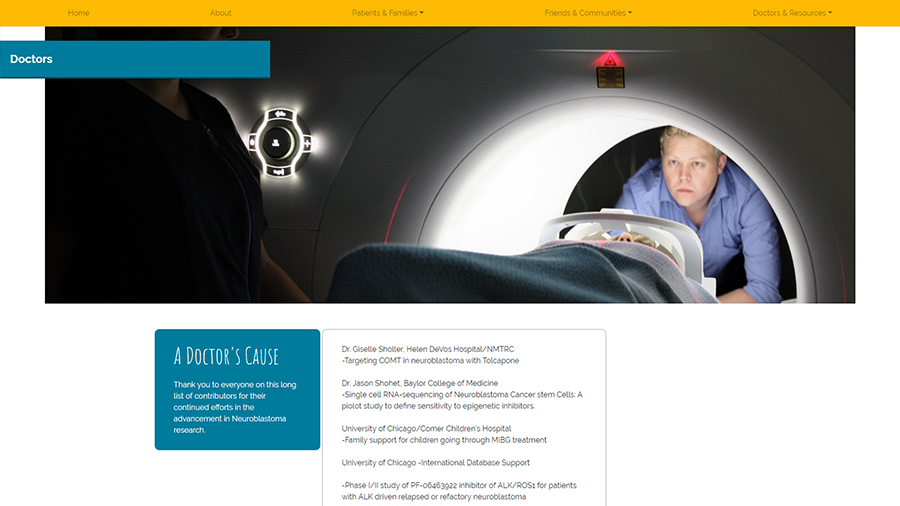 Home About Patients & Families Friends & Communities Doctors & Resources
Doctors
A Doctor's Cause
Thank you to everyone on this long
list of contributors for their
continued efforts in the
advancement in Neuroblastoma
research.
Dr. Giselle Sholler, Helen DeVos Hospital/NMTRC
-Targeting COMT in neuroblastoma with Tolcapone
Dr. Jason Shohet, Baylor College of Medicine
-Single cell RNA-sequencing of Neuroblastoma Cancer stem Cells: A
piolot study to define sensitivity to epigenetic inhibitors.
University of Chicago/Comer Children's Hospital
-Family support for children going through MIBG treatment
University of Chicago -International Database Support
-Phase I/II study of PF-06463922 inhibitor of ALK/ROS1 for patients
with ALK driven relapsed or refactory neuroblastoma